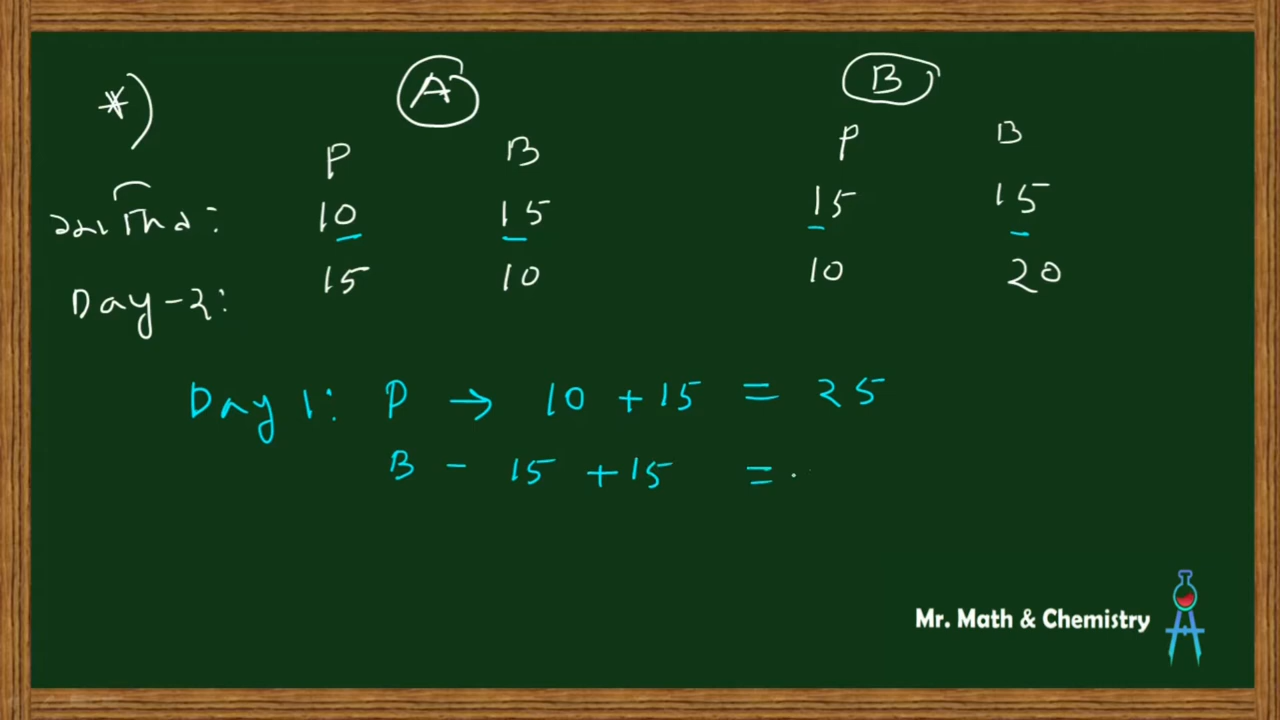 *)
A B
P B P B
10 15 15 15
Day-2: 15 10 10 20
Day 1: P → 10 + 15 = 25
B - 15 + 15 =
Mr. Math & Chemistry